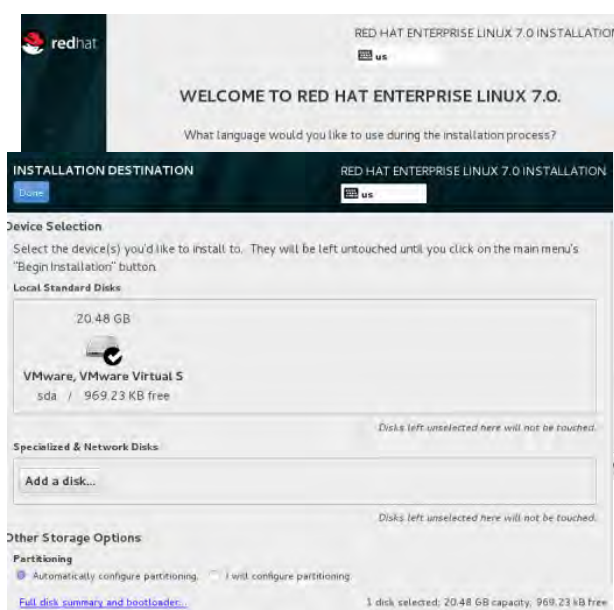 redhat
RED HAT ENTERPRISE LINUX 7.0 INSTALLATION
us
WELCOME TO RED HAT ENTERPRISE LINUX 7.0.
What language would you like to use during the installation process?
INSTALLATION DESTINATION
RED HAT ENTERPRISE LINUX 7.0 INSTALLATION
Done
us
Device Selection
Select the device(s) you'd like to install to. They will be left untouched until you click on the main menu's
"Begin Installation" button.
Local Standard Disks
20.48 GB
VMware, VMware Virtual S
sda / 969.23 KB free
Disks left unselected here will not be touched.
Specialized & Network Disks
Add a disk...
Disks left unselected here will not be touched.
Other Storage Options
Partitioning
Automatically configure partitioning. I will configure partitioning.
Full disk summary and bootloader...
1 disk selected; 20.48 GB capacity; 969.23 kB free